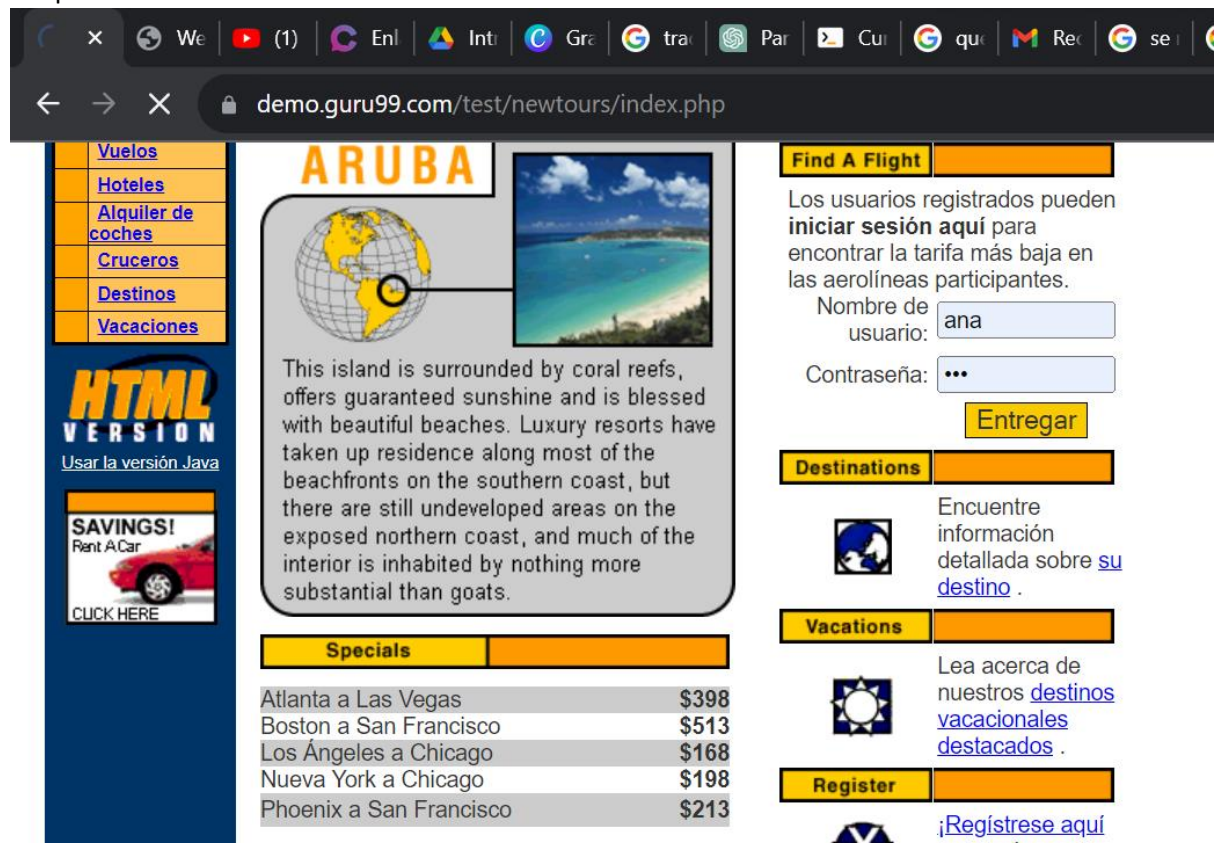 We
(1)
Enl
Int
Gra
trad
Par
Cur
que
Rec
se
demo.guru99.com/test/newtours/index.php
Vuelos
Hoteles
Alquiler de
coches
Cruceros
Destinos
Vacaciones
HTML
VERSION
Usar la versión Java
SAVINGS!
Rent A Car
CLICK HERE
ARUBA
This island is surrounded by coral reefs,
offers guaranteed sunshine and is blessed
with beautiful beaches. Luxury resorts have
taken up residence along most of the
beachfronts on the southern coast, but
there are still undeveloped areas on the
exposed northern coast, and much of the
interior is inhabited by nothing more
substantial than goats.
Specials
Atlanta a Las Vegas $398
Boston a San Francisco $513
Los Ángeles a Chicago $168
Nueva York a Chicago $198
Phoenix a San Francisco $213
Find A Flight
Los usuarios registrados pueden
iniciar sesión aquí para
encontrar la tarifa más baja en
las aerolíneas participantes.
Nombre de
usuario: ana
Contraseña: •••
Entregar
Destinations
Encuentre
información
detallada sobre su
destino .
Vacations
Lea acerca de
nuestros destinos
vacacionales
destacados .
Register
¡Regístrese aquí